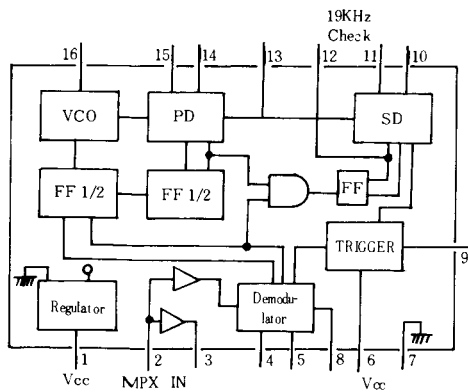 19KHz
Check
16 15 14 13 12 11 10
VCO PD SD
FF 1/2 FF 1/2 FF
TRIGGER 9
Regulator Demodu-
lator
1 2 3 4 5 8 6 7
Vcc MPX IN Vcc